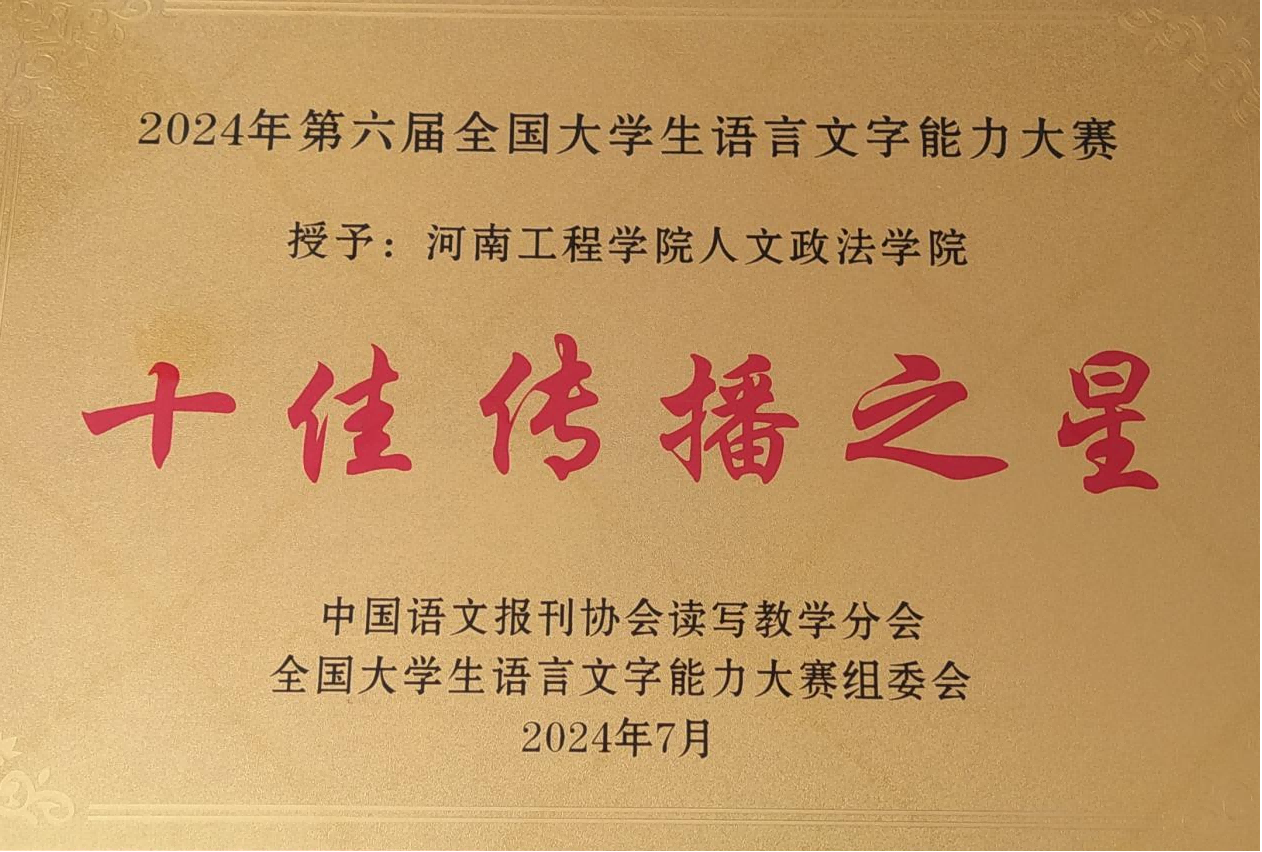 2024年第六届全国大学生语言文字能力大赛
授予：河南工程学院人文政法学院
十佳传播之星
中国语文报刊协会读写教学分会
全国大学生语言文字能力大赛组委会
2024年7月